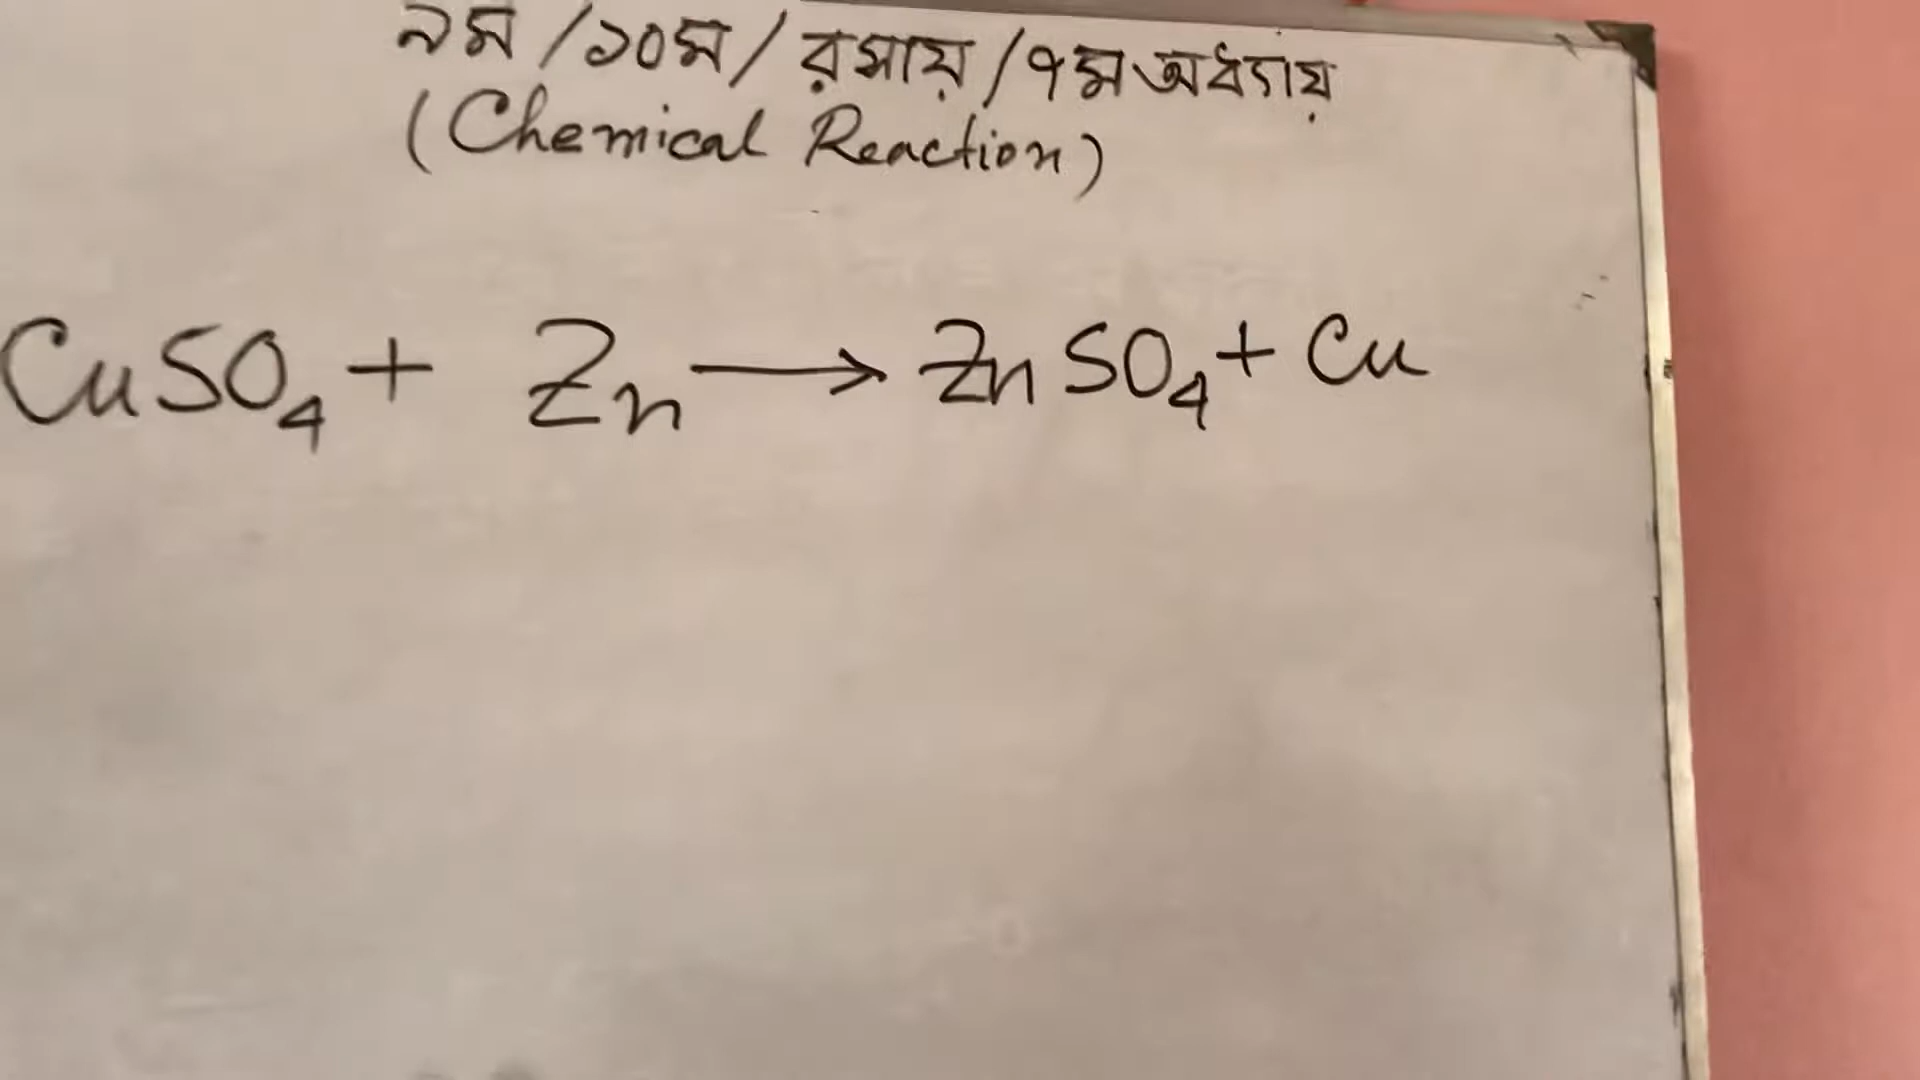 ৯ম /১০ম/ রসায় /৭ম অধ্যায়
(Chemical Reaction)
CuSO₄ + Zn ⟶ ZnSO₄ + Cu